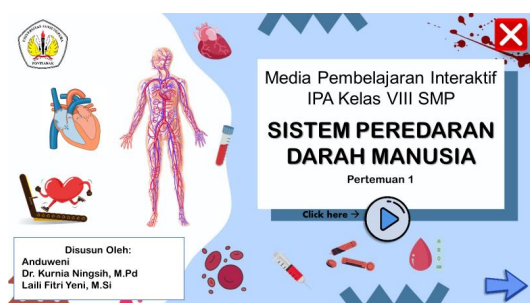 Media Pembelajaran Interaktif
IPA Kelas VIII SMP
SISTEM PEREDARAN
DARAH MANUSIA
Pertemuan 1
Click here →
Disusun Oleh:
Anduweni
Dr. Kurnia Ningsih, M.Pd
Laili Fitri Yeni, M.Si